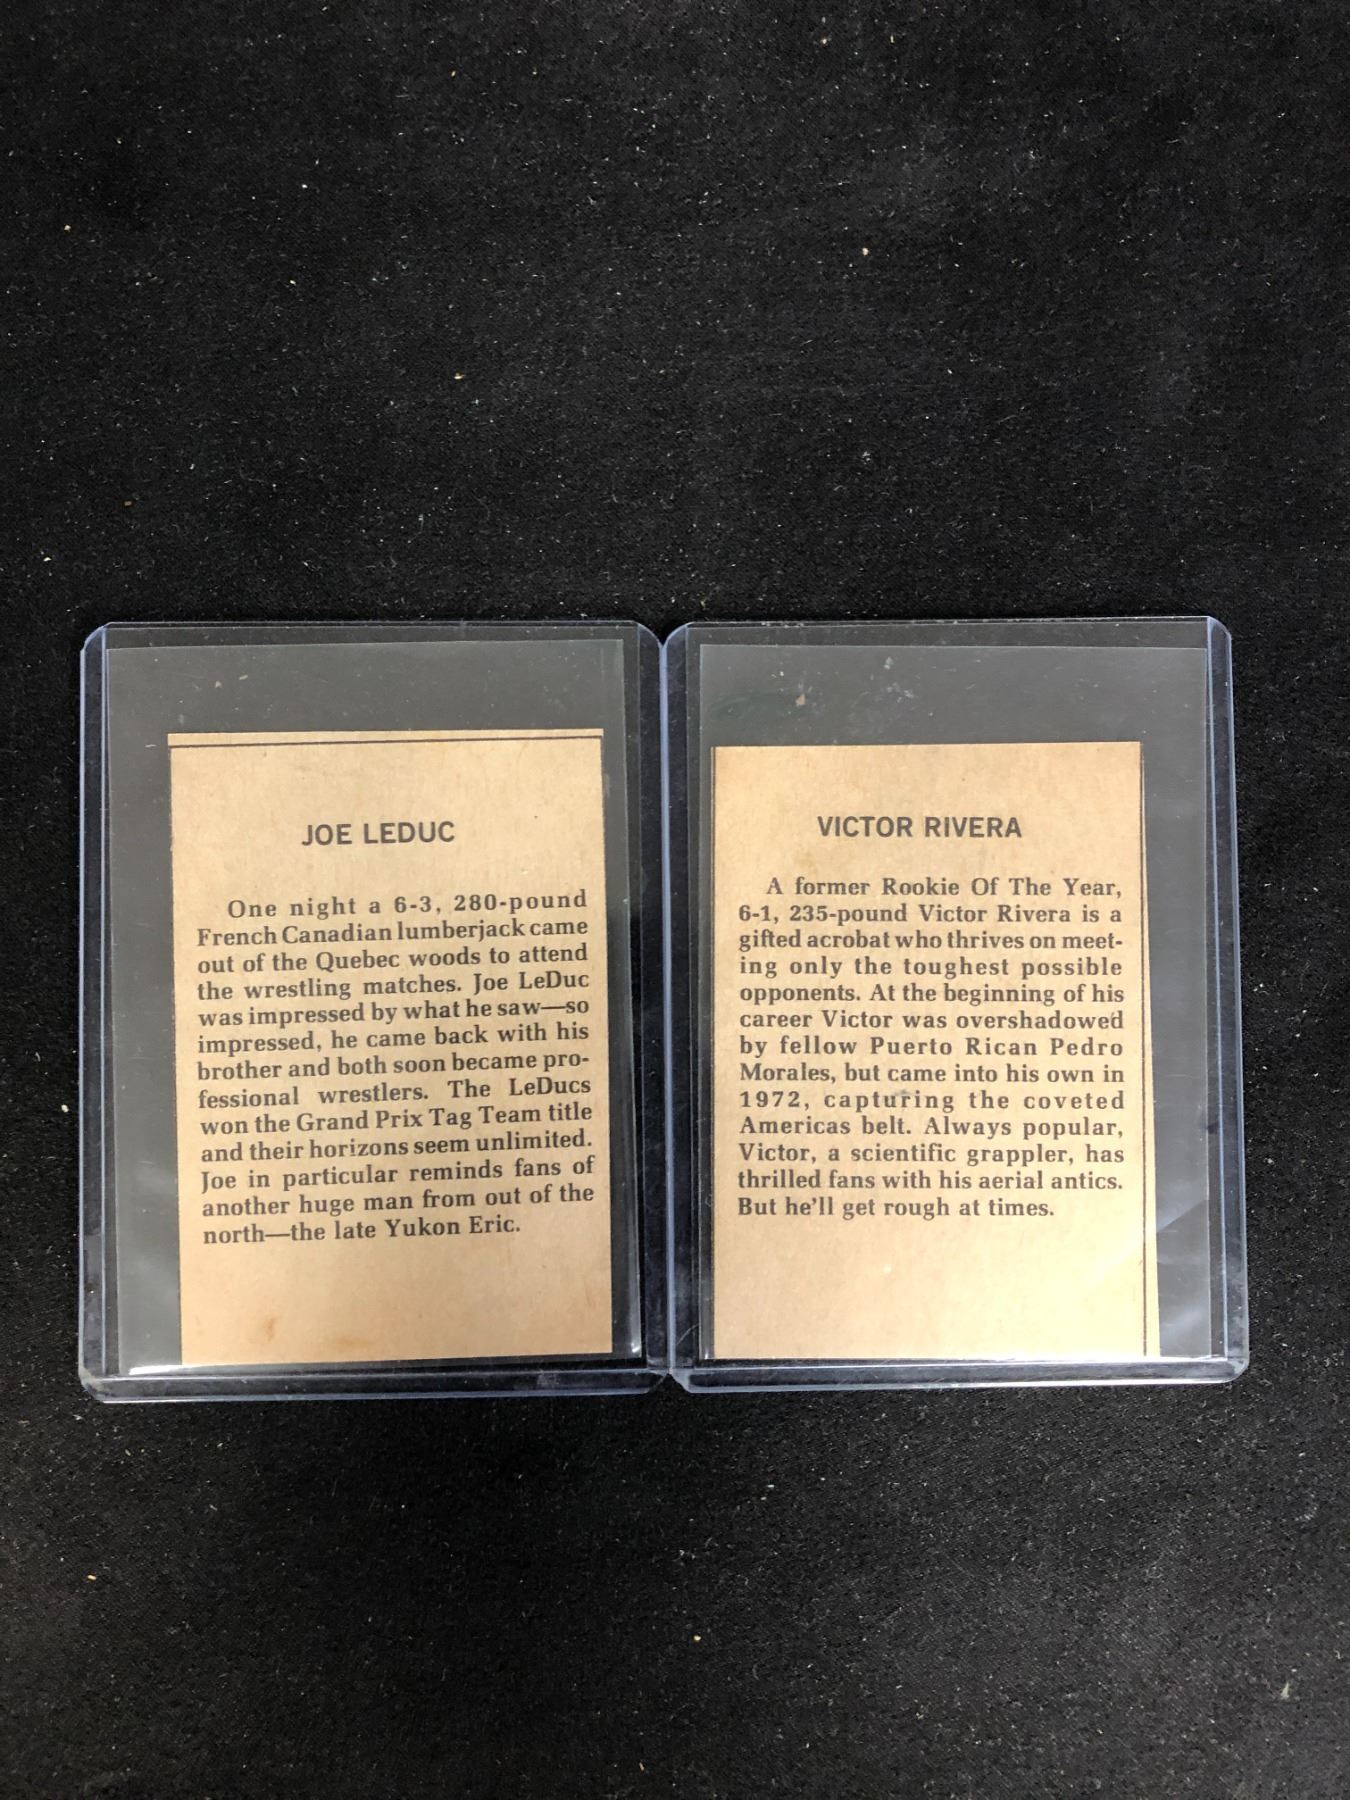 JOE LEDUC
One night a 6-3, 280-pound
French Canadian lumberjack came
out of the Quebec woods to attend
the wrestling matches. Joe LeDuc
was impressed by what he saw—so
impressed, he came back with his
brother and both soon became pro-
fessional wrestlers. The LeDucs
won the Grand Prix Tag Team title
and their horizons seem unlimited.
Joe in particular reminds fans of
another huge man from out of the
north—the late Yukon Eric.
VICTOR RIVERA
A former Rookie Of The Year,
6-1, 235-pound Victor Rivera is a
gifted acrobat who thrives on meet-
ing only the toughest possible
opponents. At the beginning of his
career Victor was overshadowed
by fellow Puerto Rican Pedro
Morales, but came into his own in
1972, capturing the coveted
Americas belt. Always popular,
Victor, a scientific grappler, has
thrilled fans with his aerial antics.
But he'll get rough at times.